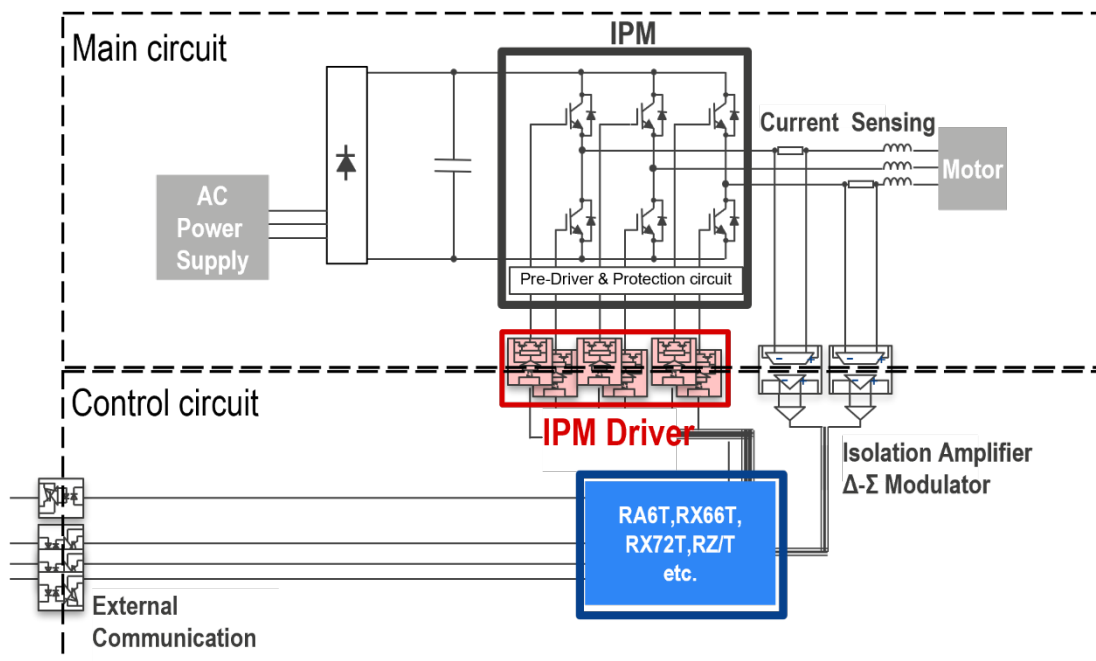 Main circuit
IPM
Current Sensing
Motor
AC
Power
Supply
Pre-Driver & Protection circuit
- + - +
- + - +
Control circuit
IPM Driver
Isolation Amplifier
Δ-Σ Modulator
RA6T,RX66T,
RX72T,RZ/T
etc.
External
Communication